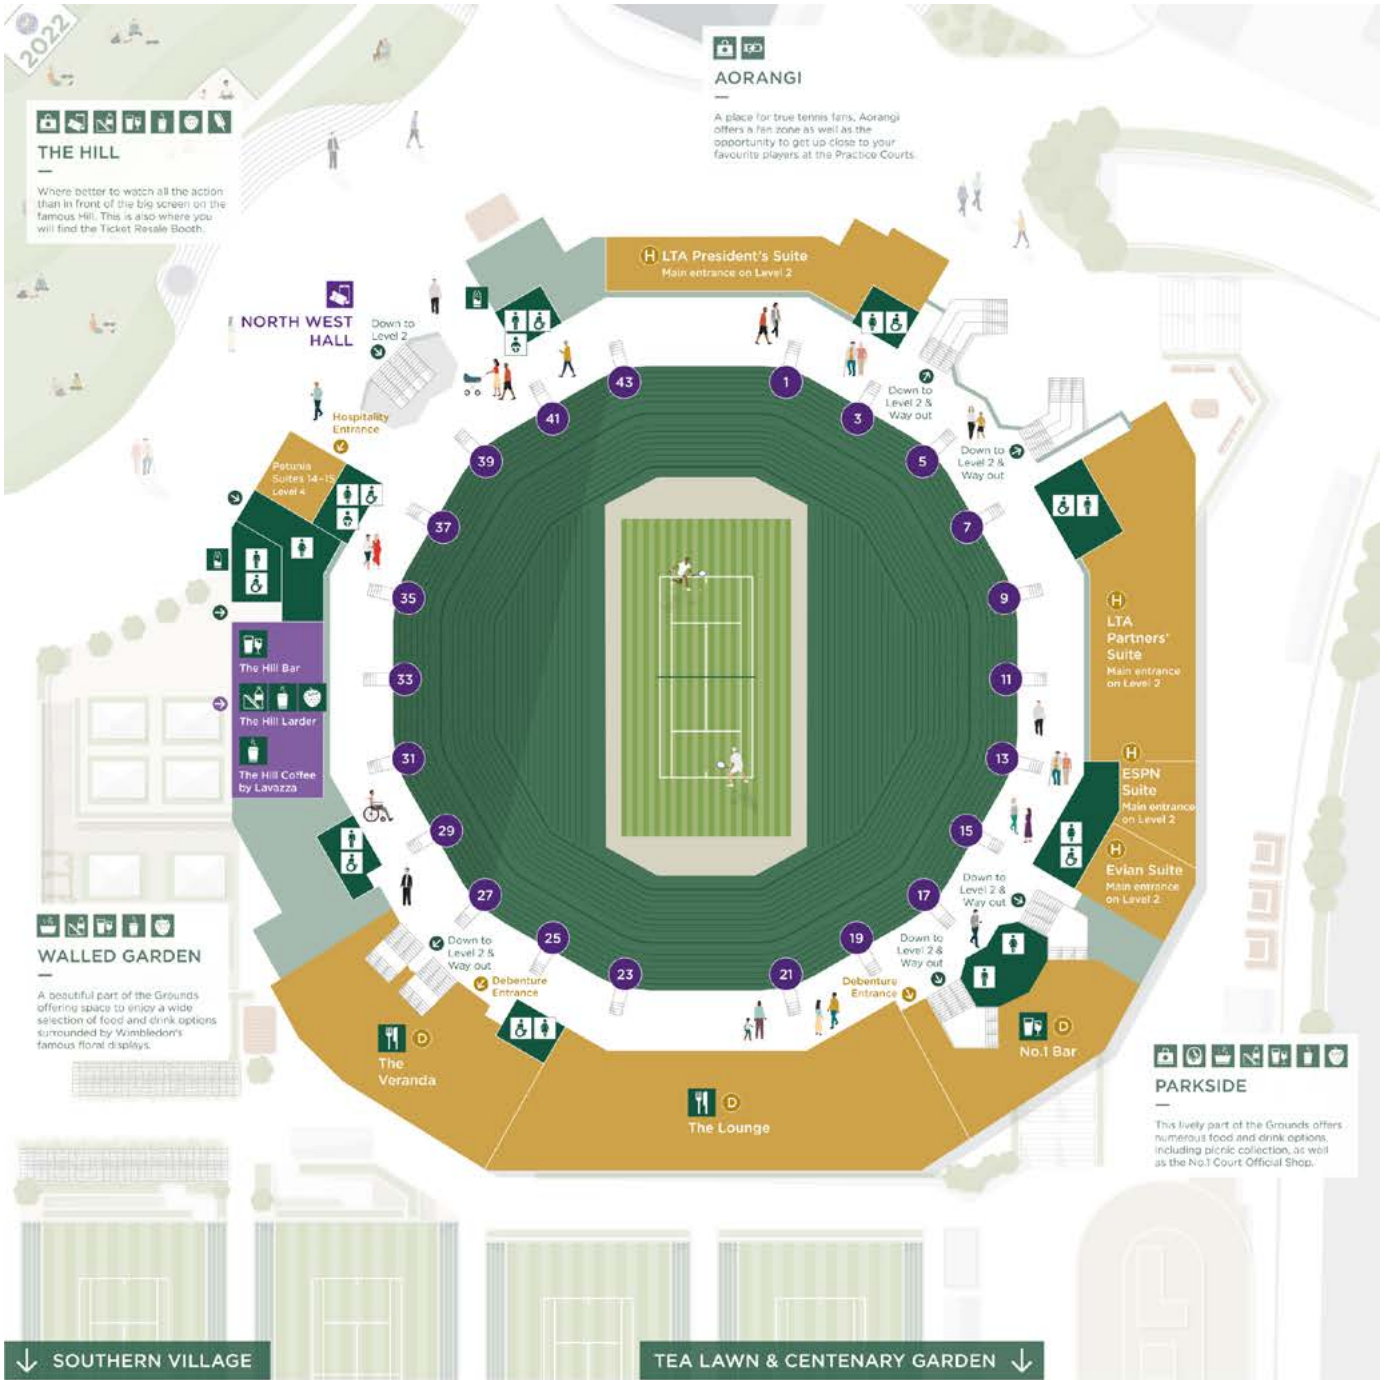 2022
THE HILL
Where better to watch all the action
than in front of the big screen on the
famous Hill. This is also where you
will find the Ticket Resale Booth.
AORANGI
A place for true tennis fans, Aorangi
offers a fan zone as well as the
opportunity to get up close to your
favourite players at the Practice Courts.
H LTA President's Suite
Main entrance on Level 2
NORTH WEST
HALL
Down to
Level 2
43
1
41
3
39
5
37
7
35
9
33
11
31
13
29
15
27
17
25
19
23
21
Down to
Level 2 &
Way out
Down to
Level 2 &
Way out
Hospitality
Entrance
Petunia
Suites 14-15
Level 4
The Hill Bar
The Hill Larder
The Hill Coffee
by Lavazza
H
LTA
Partners'
Suite
Main entrance
on Level 2
H
ESPN
Suite
Main entrance
on Level 2
H
Evian Suite
Main entrance
on Level 2
Down to
Level 2 &
Way out
Down to
Level 2 &
Way out
Down to
Level 2 &
Way out
Debenture
Entrance
Debenture
Entrance
WALLED GARDEN
A beautiful part of the Grounds
offering space to enjoy a wide
selection of food and drink options
surrounded by Wimbledon's
famous floral displays.
D
The
Veranda
D
The Lounge
D
No.1 Bar
PARKSIDE
This lively part of the Grounds offers
numerous food and drink options,
including picnic collection, as well
as the No.1 Court Official Shop.
SOUTHERN VILLAGE
TEA LAWN & CENTENARY GARDEN